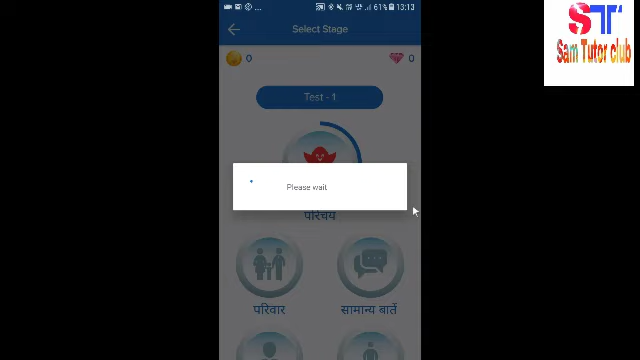 61% 13:13
ST
Sam Tutor club
Select Stage
0
0
Test - 1
Please wait
परिचय
परिवार
सामान्य बातें